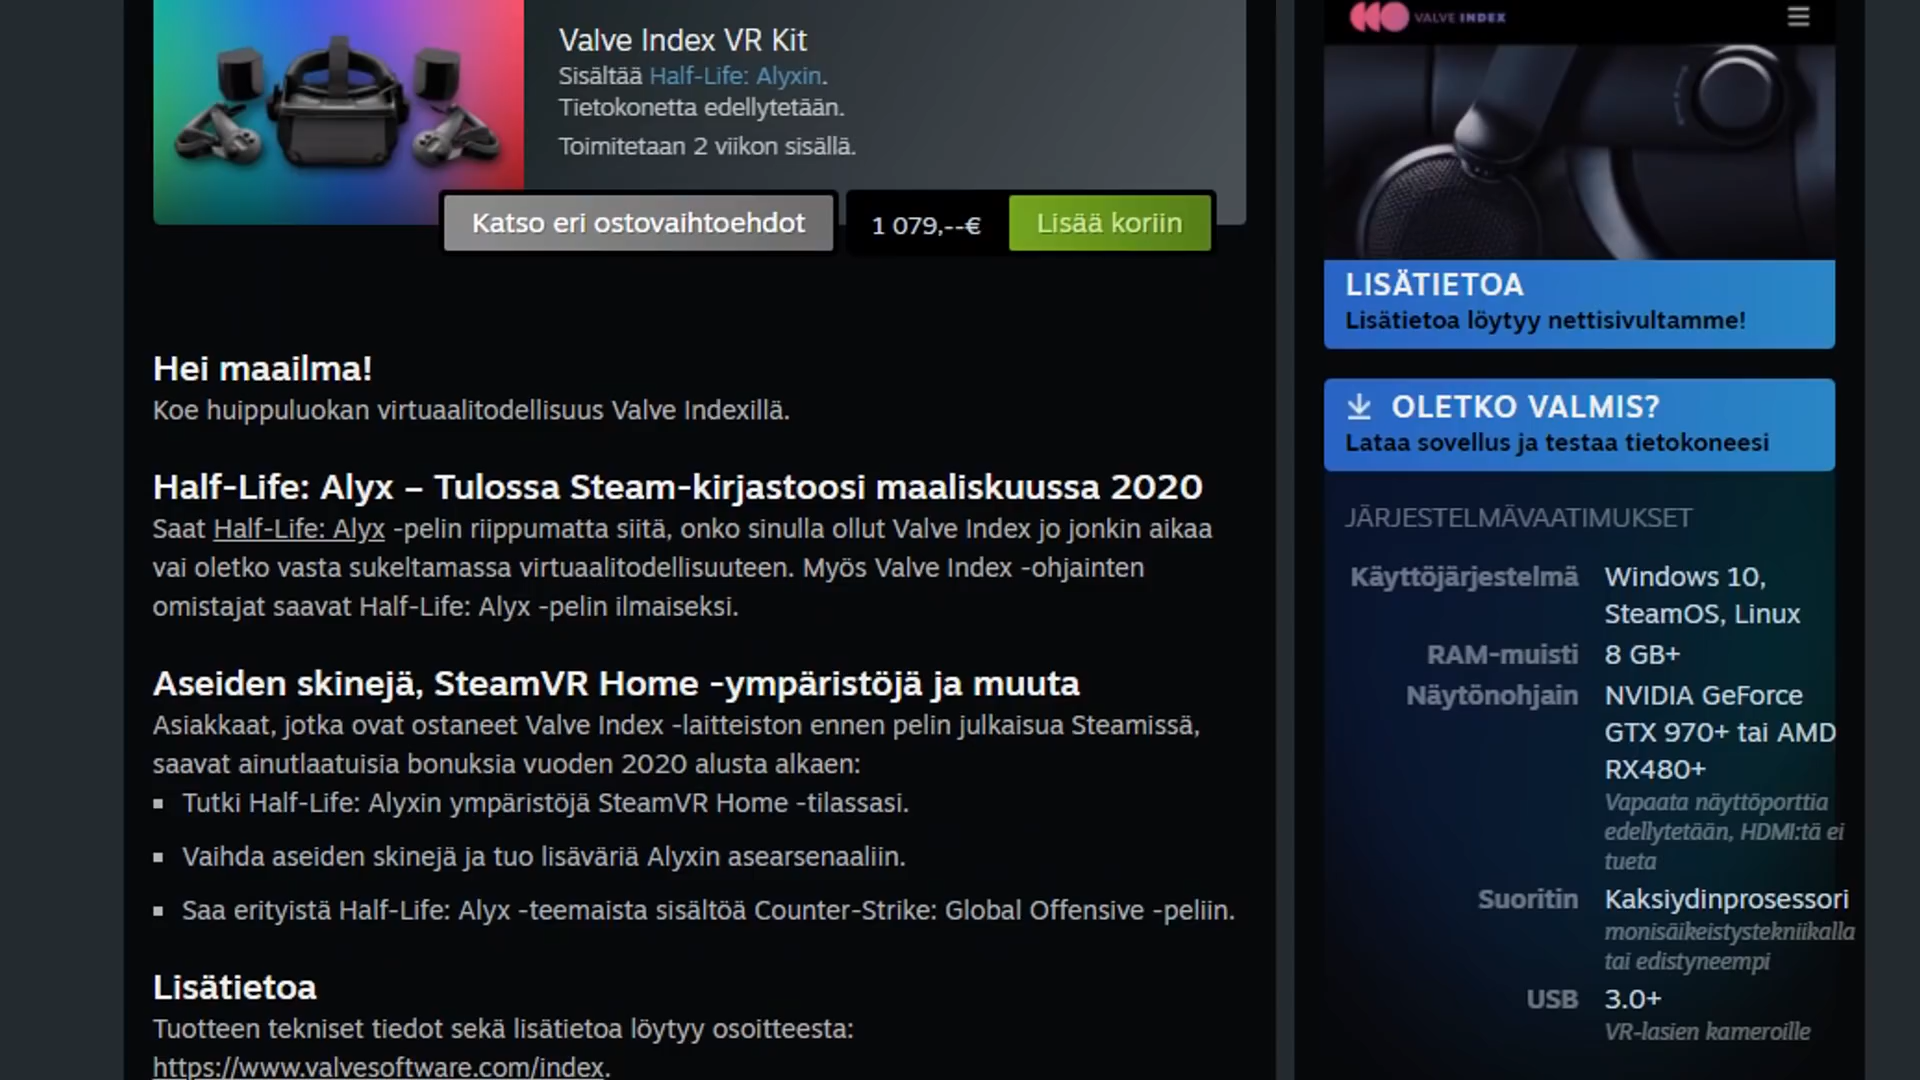 Valve Index VR Kit
Sisältää Half-Life: Alyxin.
Tietokonetta edellytetään.
Toimitetaan 2 viikon sisällä.
Katso eri ostovaihtoehdot
1 079,--€
Lisää koriin
Hei maailma!
Koe huippuluokan virtuaalitodellisuus Valve Indexillä.
Half-Life: Alyx – Tulossa Steam-kirjastoosi maaliskuussa 2020
Saat Half-Life: Alyx -pelin riippumatta siitä, onko sinulla ollut Valve Index jo jonkin aikaa
vai oletko vasta sukeltamassa virtuaalitodellisuuteen. Myös Valve Index -ohjainten
omistajat saavat Half-Life: Alyx -pelin ilmaiseksi.
Aseiden skinejä, SteamVR Home -ympäristöjä ja muuta
Asiakkaat, jotka ovat ostaneet Valve Index -laitteiston ennen pelin julkaisua Steamissä,
saavat ainutlaatuisia bonuksia vuoden 2020 alusta alkaen:
▪ Tutki Half-Life: Alyxin ympäristöjä SteamVR Home -tilassasi.
▪ Vaihda aseiden skinejä ja tuo lisäväriä Alyxin asearsenaaliin.
▪ Saa erityistä Half-Life: Alyx -teemaista sisältöä Counter-Strike: Global Offensive -peliin.
Lisätietoa
Tuotteen tekniset tiedot sekä lisätietoa löytyy osoitteesta:
https://www.valvesoftware.com/index.
VALVE INDEX
LISÄTIETOA
Lisätietoa löytyy nettisivultamme!
OLETKO VALMIS?
Lataa sovellus ja testaa tietokoneesi
JÄRJESTELMÄVAATIMUKSET
Käyttöjärjestelmä Windows 10,
SteamOS, Linux
RAM-muisti 8 GB+
Näytönohjain NVIDIA GeForce
GTX 970+ tai AMD
RX480+
Vapaata näyttöporttia
edellytetään, HDMI:tä ei
tueta
Suoritin Kaksiydinprosessori
monisäikeistystekniikalla
tai edistyneempi
USB 3.0+
VR-lasien kameroille